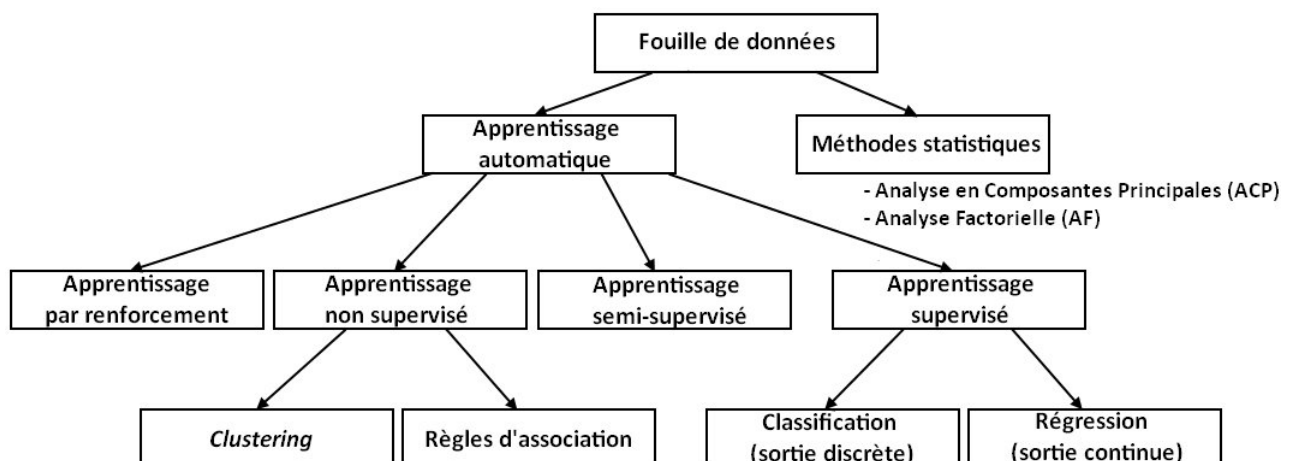 Fouille de données
Apprentissage
automatique
Méthodes statistiques
- Analyse en Composantes Principales (ACP)
- Analyse Factorielle (AF)
Apprentissage
par renforcement
Apprentissage
non supervisé
Apprentissage
semi-supervisé
Apprentissage
supervisé
Clustering
Règles d'association
Classification
(sortie discrète)
Régression
(sortie continue)